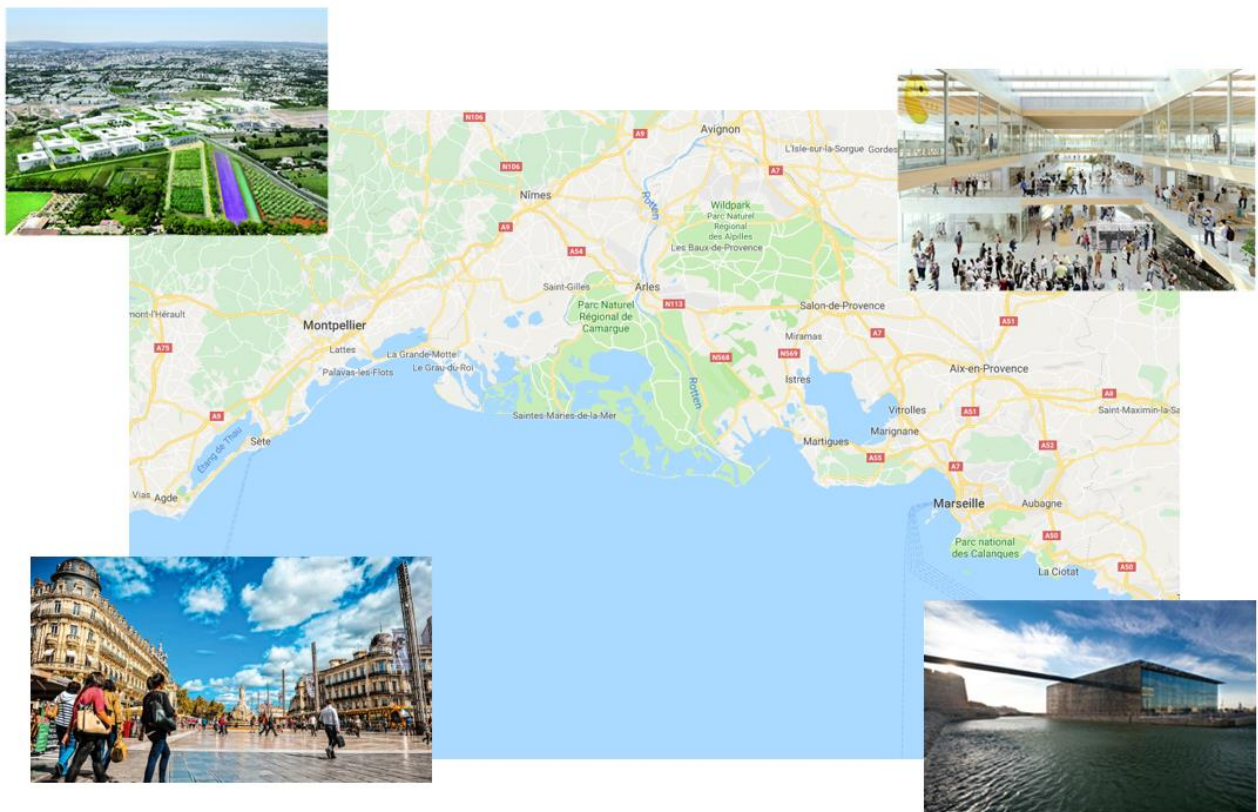 N106
A9
Avignon
L'Isle-sur-la-Sorgue
Gordes
N106
A7
Nîmes
Rotten
Wildpark
Parc Naturel
Régional
des Alpilles
Les Baux-de-Provence
A9
A54
Saint-Gilles
Arles
N113
Salon-de-Provence
Parc Naturel
Régional de
Camargue
mont-l'Hérault
Montpellier
A51
A7
Miramas
A75
Lattes
La Grande-Motte
N568
N569
Palavas-les-Flots
Le Grau-du-Roi
Istres
Aix-en-Provence
Rotten
A8
Saint-Maximin-la-Sa
A9
Saintes-Maries-de-la-Mer
Vitrolles
A51
Étang de Thau
Sète
Martigues
Marignane
A52
A55
A7
Vias
Agde
Marseille
Aubagne
A50
Parc national
des Calanques
La Ciotat
A50